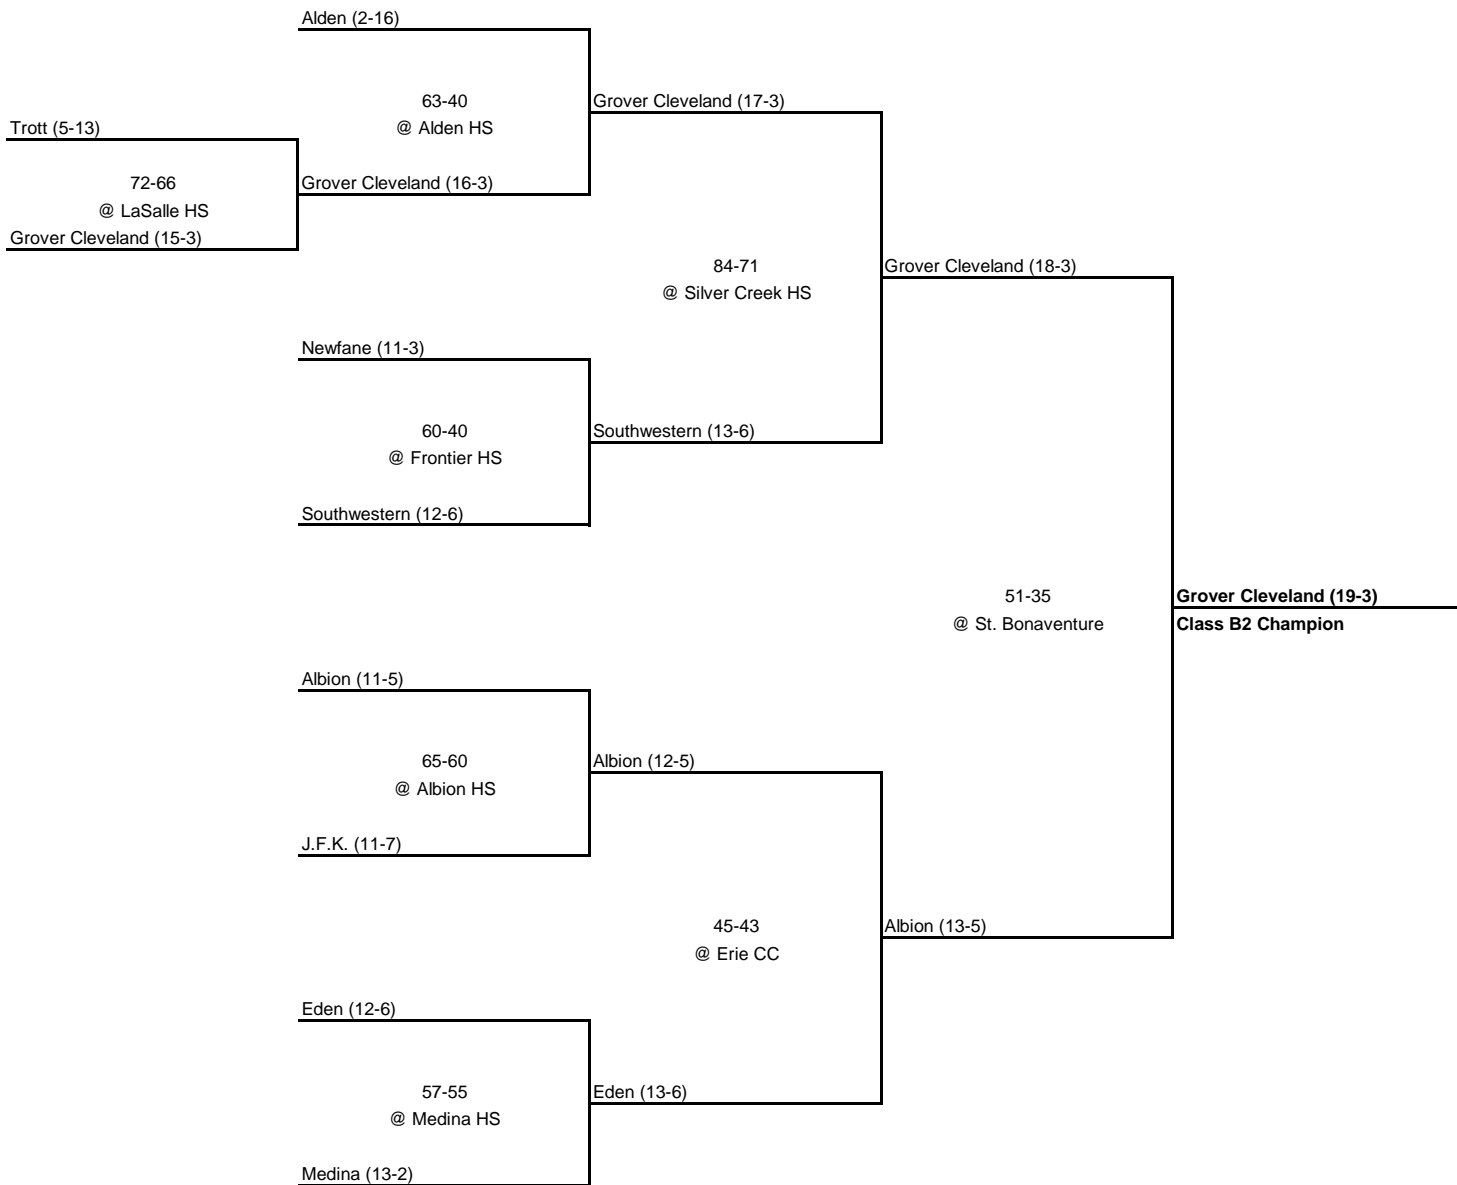 Alden (2-16)
63-40
@ Alden HS
Grover Cleveland (17-3)
Trott (5-13)
72-66
@ LaSalle HS
Grover Cleveland (16-3)
Grover Cleveland (15-3)
84-71
@ Silver Creek HS
Grover Cleveland (18-3)
Newfane (11-3)
60-40
@ Frontier HS
Southwestern (13-6)
Southwestern (12-6)
51-35
@ St. Bonaventure
Grover Cleveland (19-3)
Class B2 Champion
Albion (11-5)
65-60
@ Albion HS
Albion (12-5)
J.F.K. (11-7)
45-43
@ Erie CC
Albion (13-5)
Eden (12-6)
57-55
@ Medina HS
Eden (13-6)
Medina (13-2)